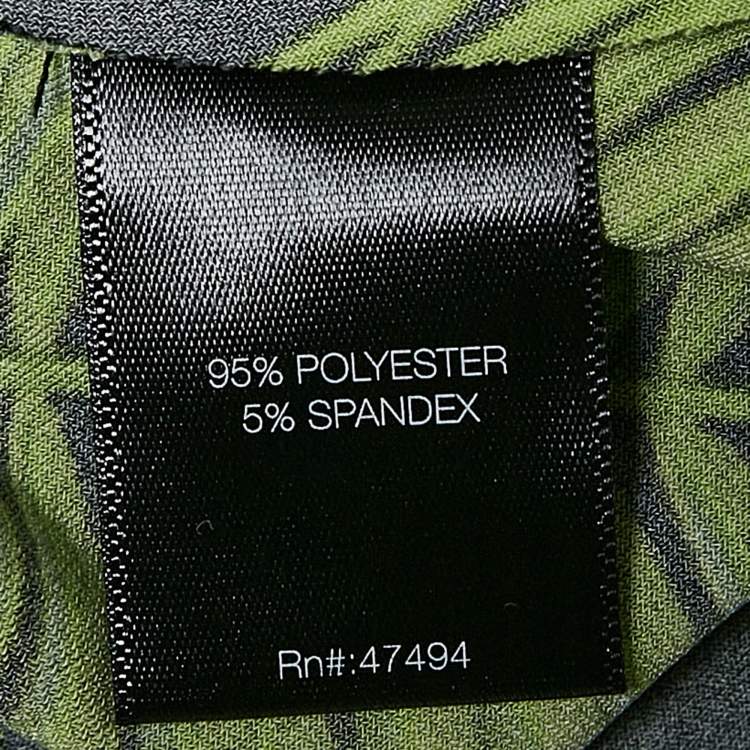 95% POLYESTER
5% SPANDEX
Rn#:47494